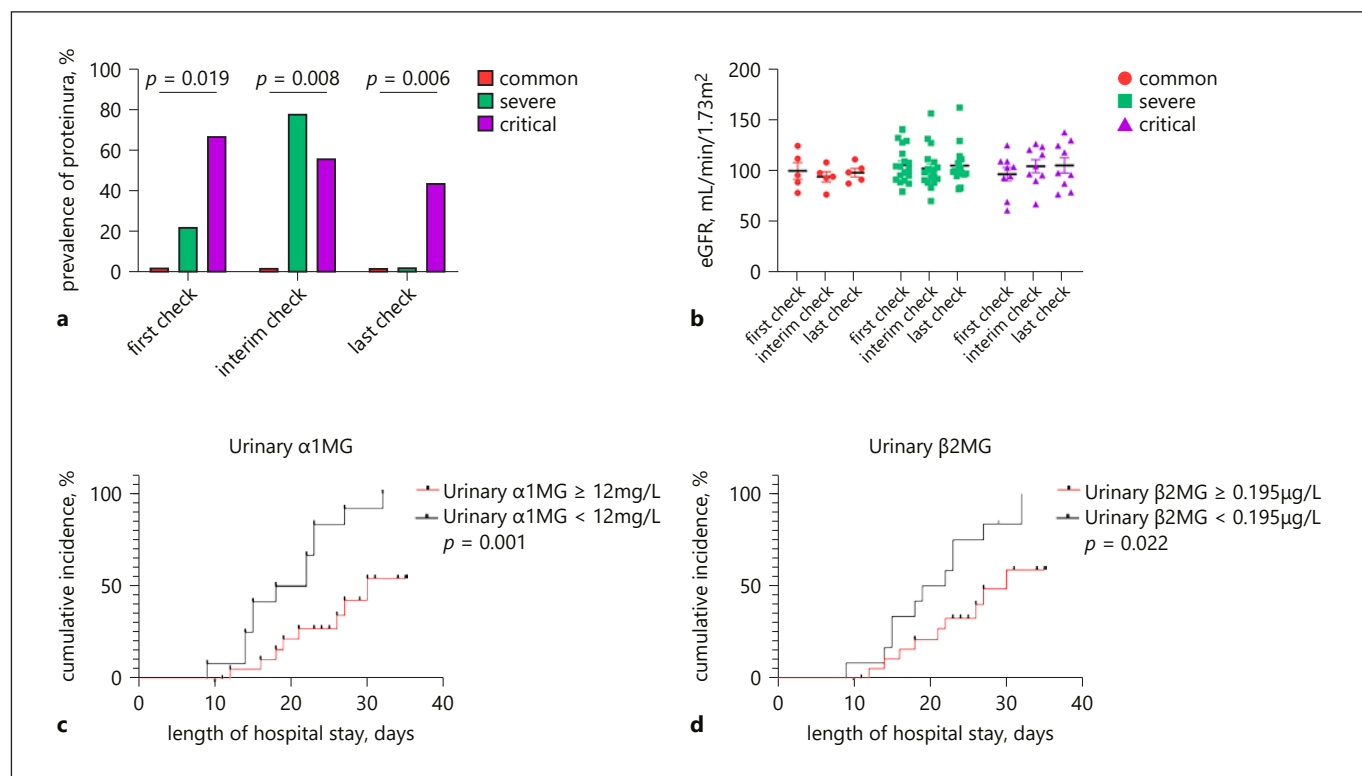 prevalence of proteinura, %
100
80
60
40
20
0
p = 0.019
p = 0.008
p = 0.006
common
severe
critical
first check
interim check
last check
a
eGFR, mL/min/1.73m²
200
150
100
50
0
common
severe
critical
first check
interim check
last check
first check
interim check
last check
first check
interim check
last check
b
Urinary α1MG
cumulative incidence, %
100
50
0
Urinary α1MG ≥ 12mg/L
Urinary α1MG < 12mg/L
p = 0.001
0
10
20
30
40
length of hospital stay, days
c
Urinary β2MG
cumulative incidence, %
100
50
0
Urinary β2MG ≥ 0.195µg/L
Urinary β2MG < 0.195µg/L
p = 0.022
0
10
20
30
40
length of hospital stay, days
d